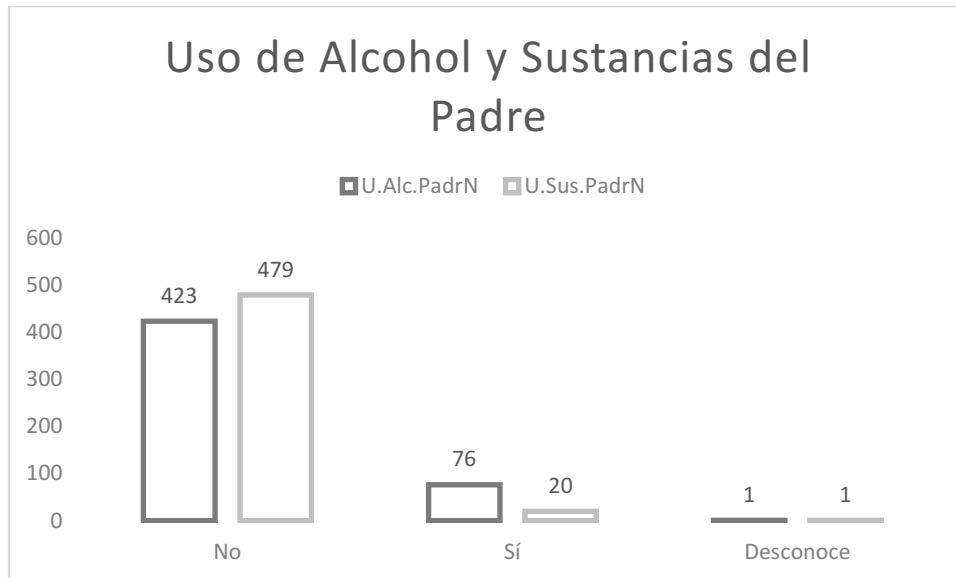 Uso de Alcohol y Sustancias del
Padre
U.Alc.PadrN U.Sus.PadrN
600
500
400
300
200
100
0
423
479
76
20
1
1
No
Sí
Desconoce